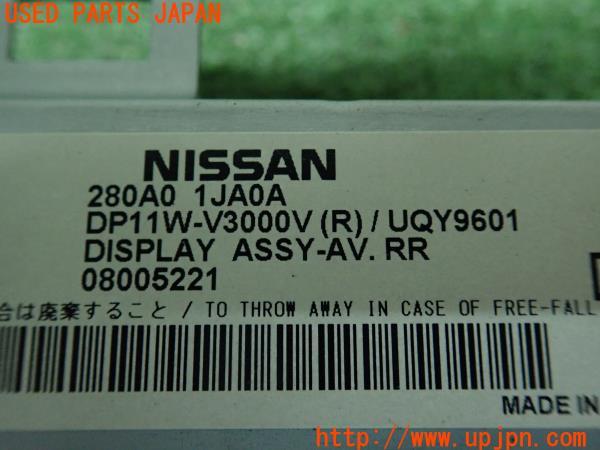 USED PARTS JAPAN
NISSAN
280A0 1JA0A
DP11W-V3000V (R) / UQY9601
DISPLAY ASSY-AV. RR
08005221
合は廃棄すること / TO THROW AWAY IN CASE OF FREE-FALL
MADE IN
http://www.upjpn.com/